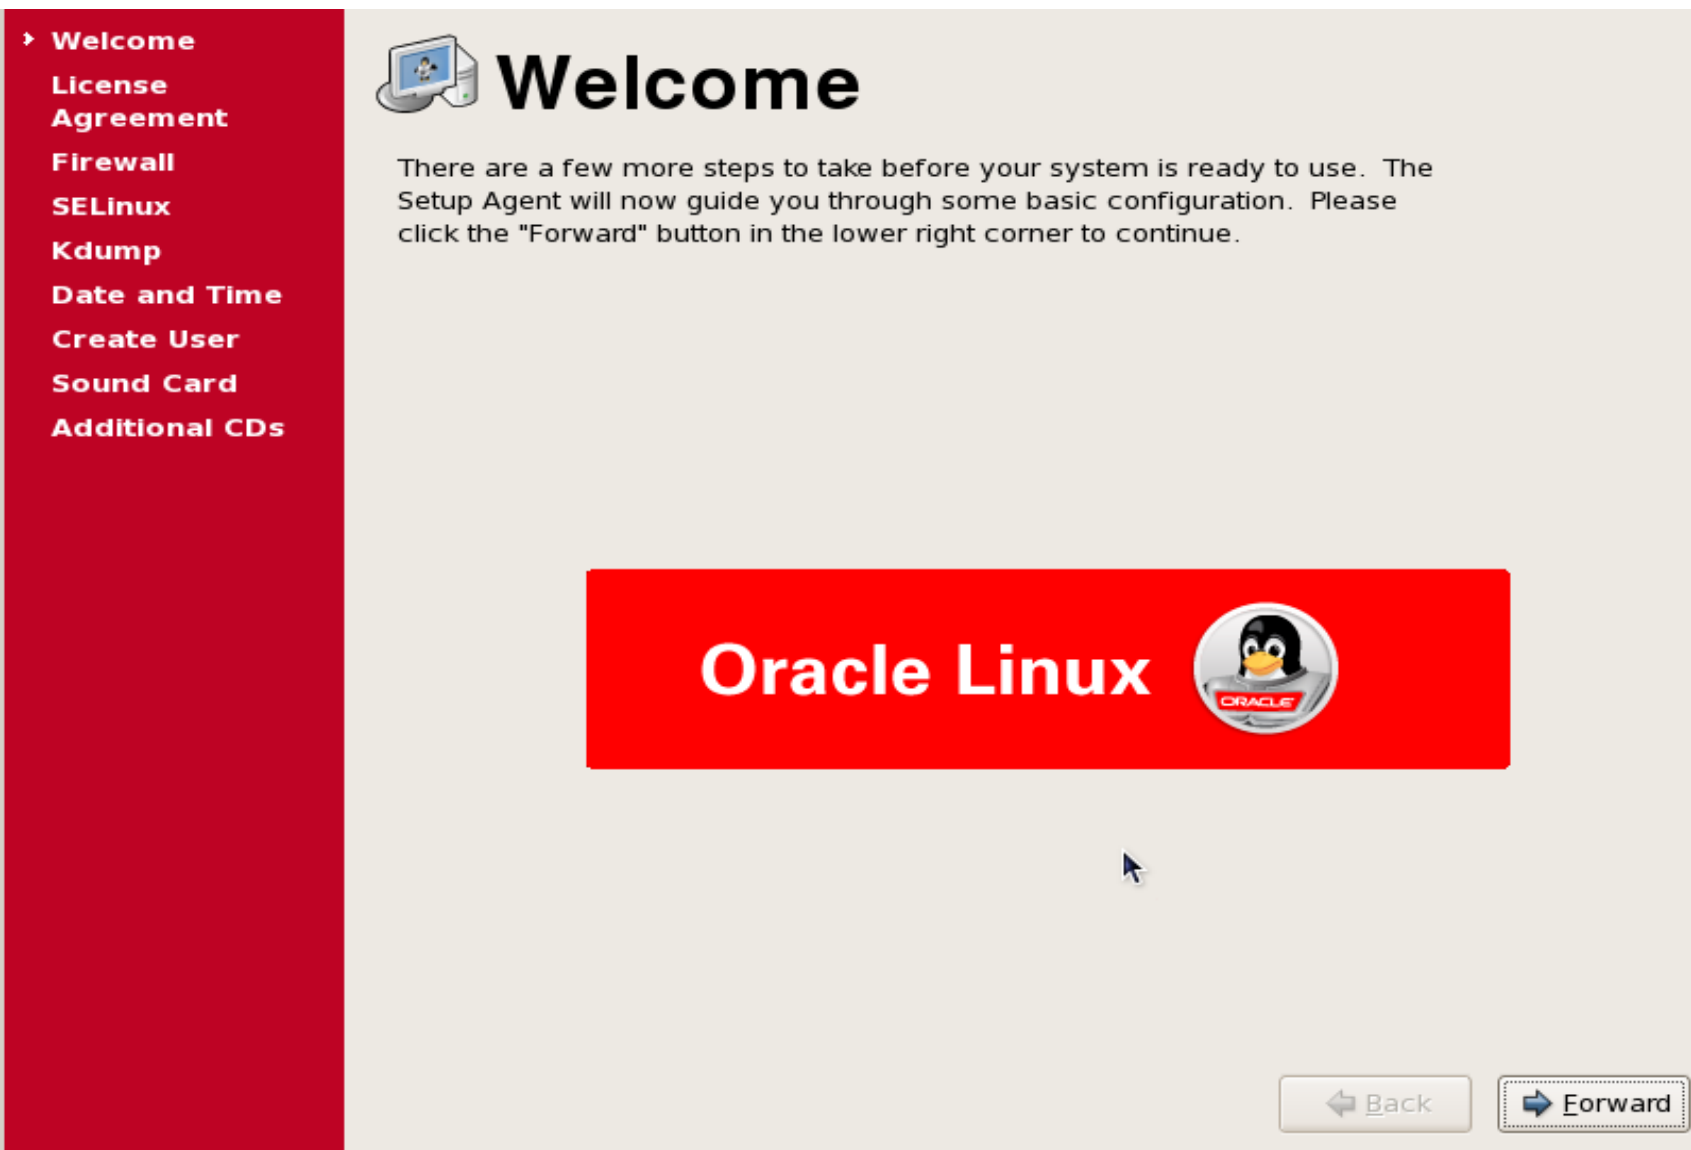 Welcome
License
Agreement
Firewall
SELinux
Kdump
Date and Time
Create User
Sound Card
Additional CDs
Welcome
There are a few more steps to take before your system is ready to use.  The
Setup Agent will now guide you through some basic configuration.  Please
click the "Forward" button in the lower right corner to continue.
Oracle Linux
ORACLE
Back
Forward